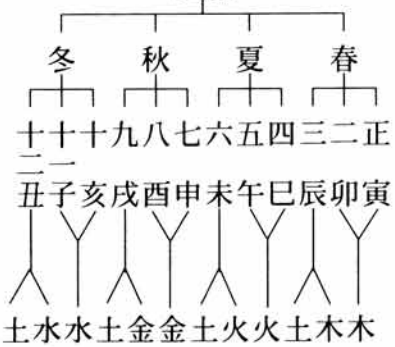 冬 秋 夏 春
十二 十一 十 九 八 七 六 五 四 三 二 正
丑 子 亥 戌 酉 申 未 午 巳 辰 卯 寅
土 水 水 土 金 金 土 火 火 土 木 木